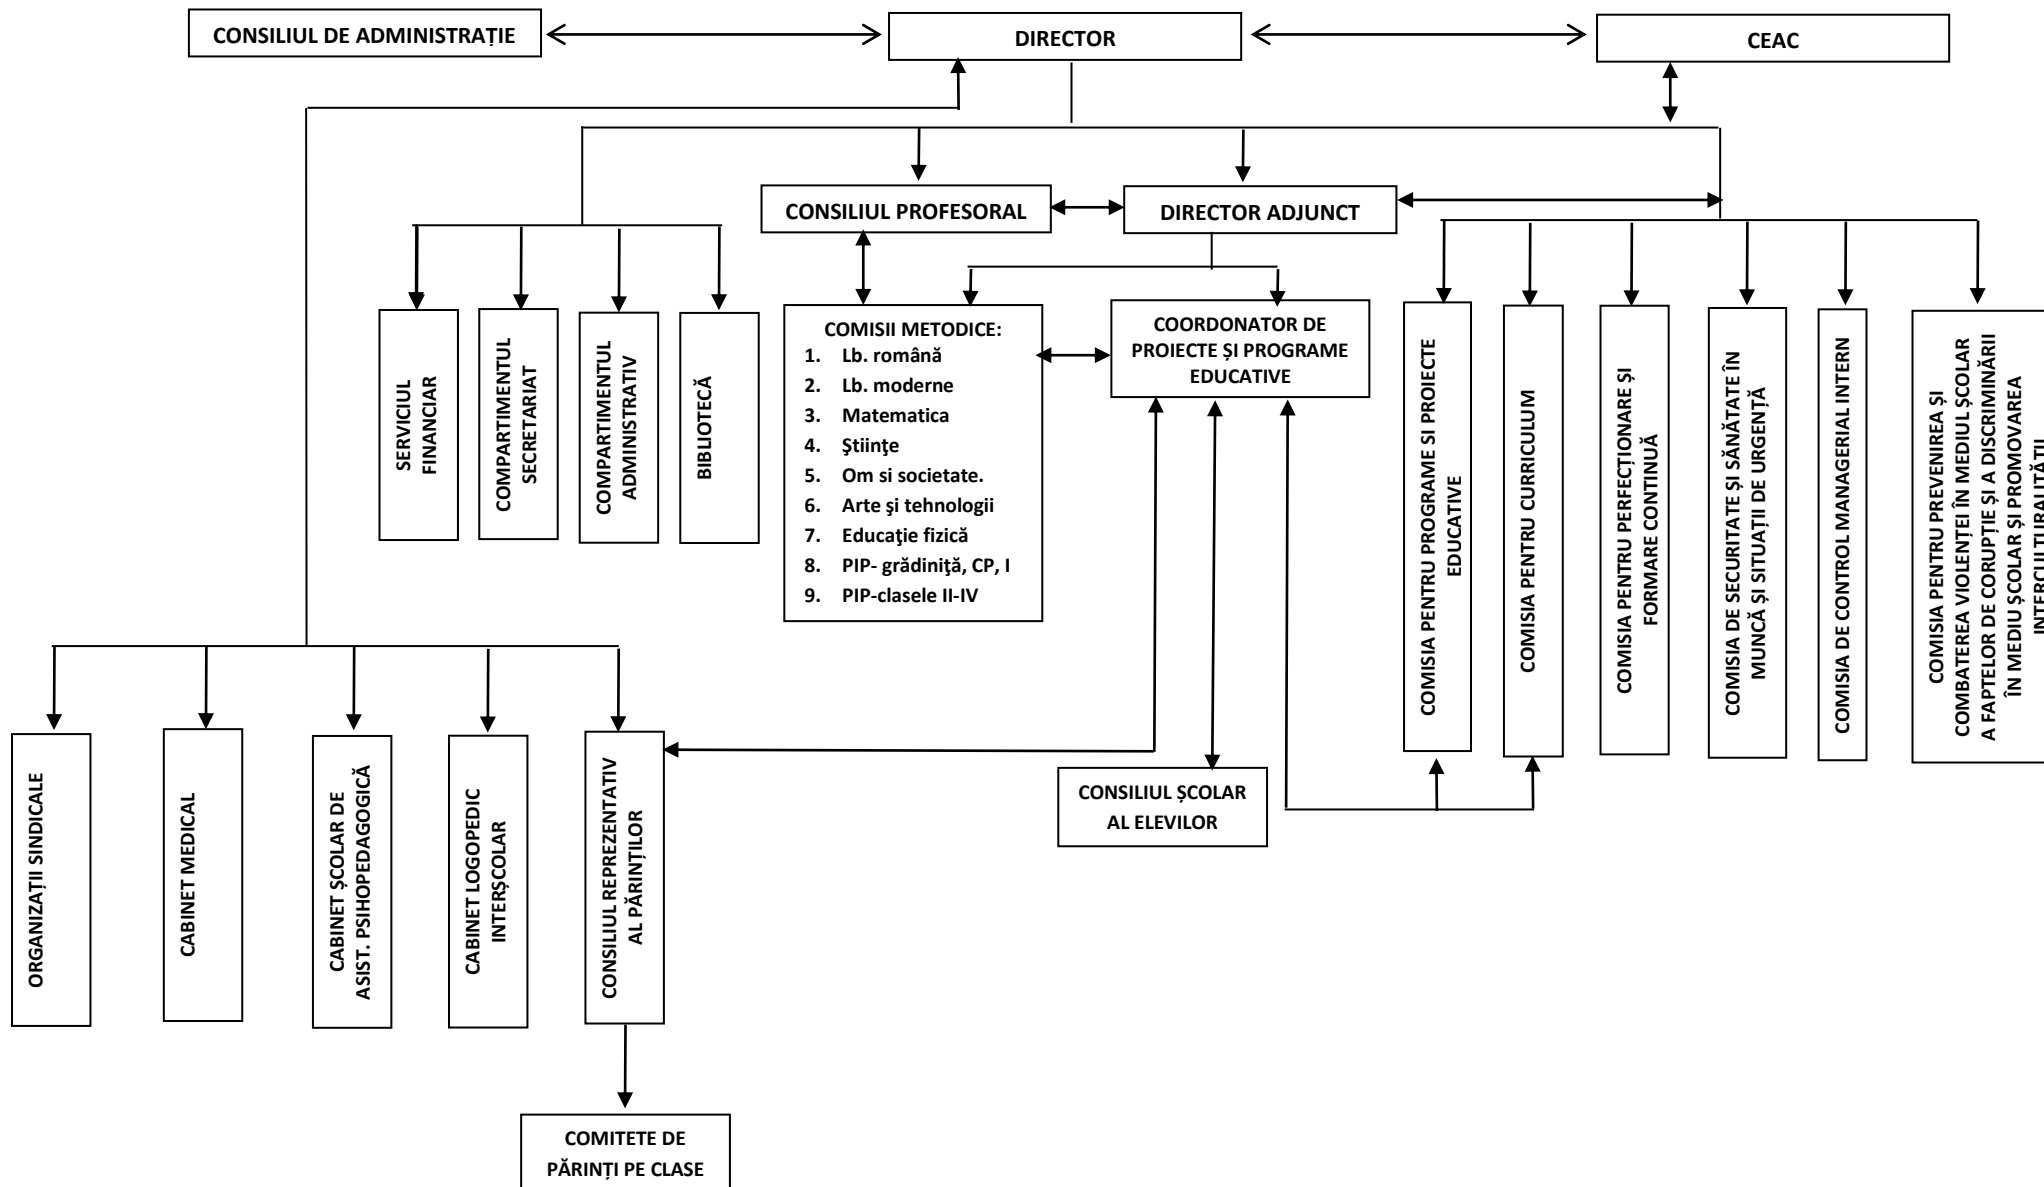 CONSILIUL DE ADMINISTRAȚIE
DIRECTOR
CEAC
CONSILIUL PROFESORAL
DIRECTOR ADJUNCT
SERVICIUL
FINANCIAR
COMPARTIMENTUL
SECRETARIAT
COMPARTIMENTUL
ADMINISTRATIV
BIBLIOTECĂ
COMISII METODICE:
1. Lb. română
2. Lb. moderne
3. Matematica
4. Ştiinţe
5. Om si societate.
6. Arte şi tehnologii
7. Educaţie fizică
8. PIP- grădiniţă, CP, I
9. PIP-clasele II-IV
COORDONATOR DE
PROIECTE ȘI PROGRAME
EDUCATIVE
COMISIA PENTRU PROGRAME SI PROIECTE
EDUCATIVE
COMISIA PENTRU CURRICULUM
COMISIA PENTRU PERFECȚIONARE ȘI
FORMARE CONTINUĂ
COMISIA DE SECURITATE ȘI SĂNĂTATE ÎN
MUNCĂ ȘI SITUAȚII DE URGENȚĂ
COMISIA DE CONTROL MANAGERIAL INTERN
COMISIA PENTRU PREVENIREA ȘI
COMBATEREA VIOLENȚEI ÎN MEDIUL ȘCOLAR
A FAPTELOR DE CORUPȚIE ȘI A DISCRIMINĂRII
ÎN MEDIU ȘCOLAR ȘI PROMOVAREA
INTERCULTURALITĂȚII
ORGANIZAȚII SINDICALE
CABINET MEDICAL
CABINET ȘCOLAR DE
ASIST. PSIHOPEDAGOGICĂ
CABINET LOGOPEDIC
INTERȘCOLAR
CONSILIUL REPREZENTATIV
AL PĂRINȚILOR
CONSILIUL ȘCOLAR
AL ELEVILOR
COMITETE DE
PĂRINȚI PE CLASE